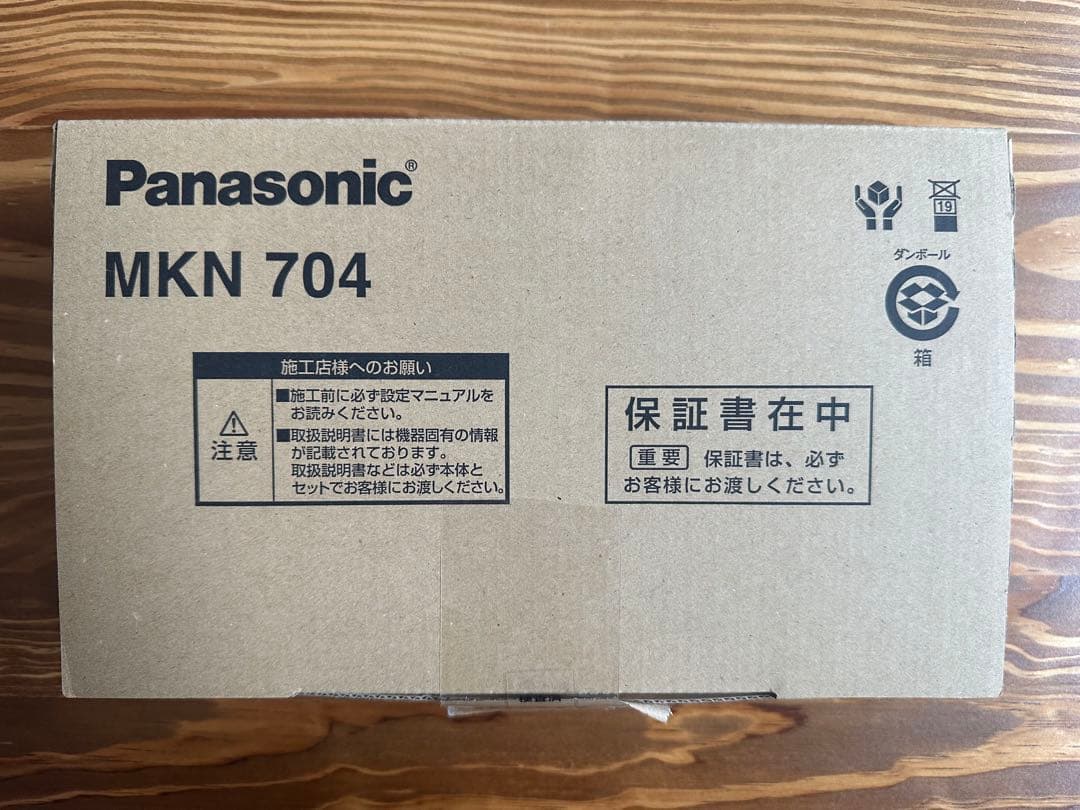 Panasonic®
MKN 704
19
ダンボール
箱
施工店様へのお願い
注意
■施工前に必ず設定マニュアルを
お読みください。
■取扱説明書には機器固有の情報
が記載されております。
取扱説明書などは必ず本体と
セットでお客様にお渡しください。
保証書在中
重要 保証書は、必ず
お客様にお渡しください。